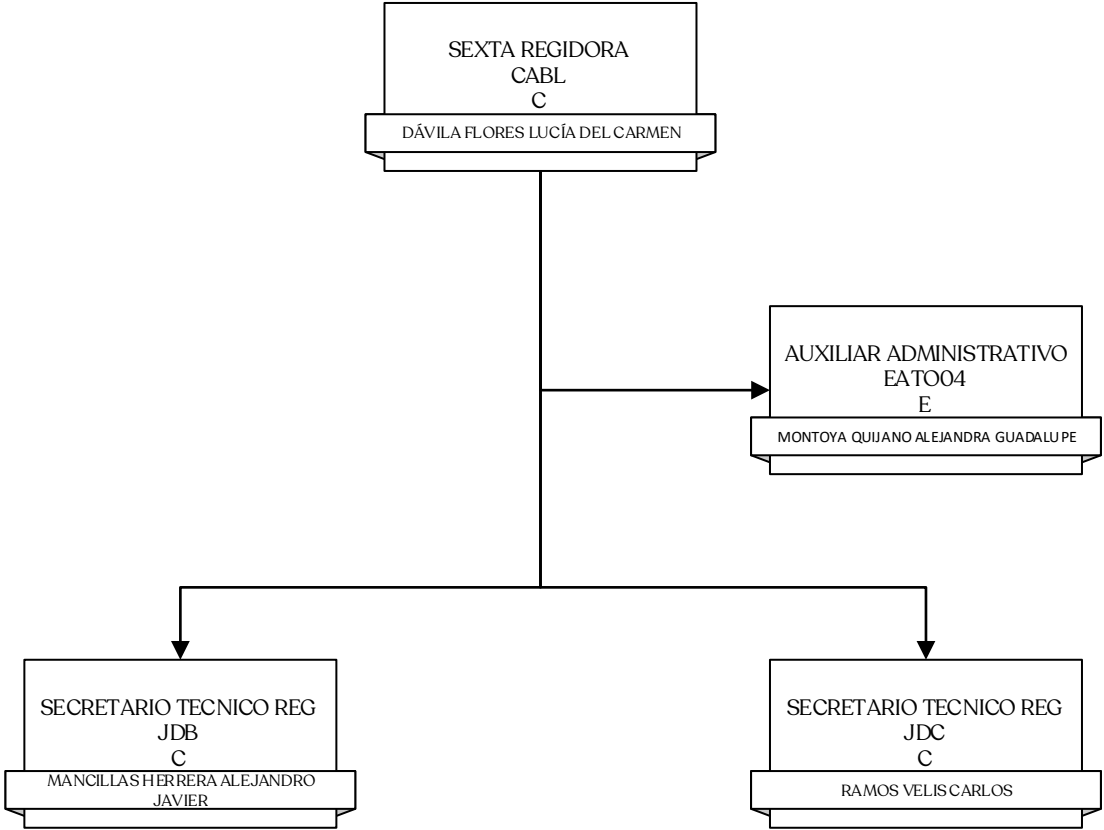 SEXTA REGIDORA
CABL
C
DÁVILA FLORES LUCÍA DEL CARMEN
AUXILIAR ADMINISTRATIVO
EATO04
E
MONTOYA QUIJANO ALEJANDRA GUADALUPE
SECRETARIO TECNICO REG
JDB
C
MANCILLAS HERRERA ALEJANDRO
JAVIER
SECRETARIO TECNICO REG
JDC
C
RAMOS VELIS CARLOS